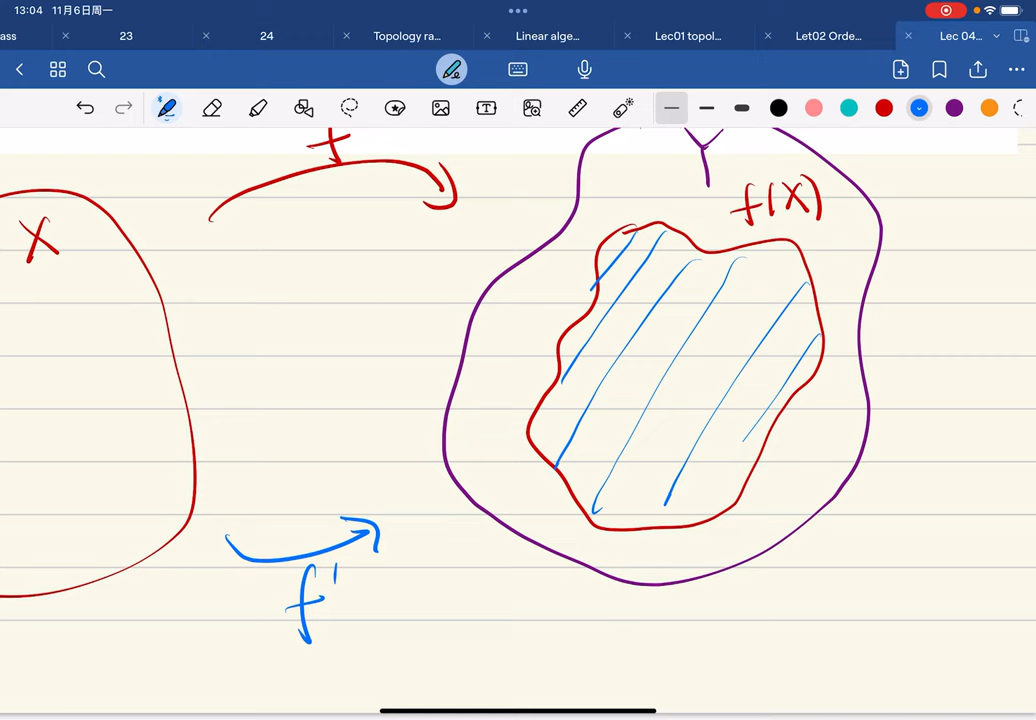 13:04 11月6日周一
ass
23
24
Topology ra...
Linear alge...
Lec01 topol...
Let02 Orde...
Lec 04...
f
Y
X
f(X)
f'